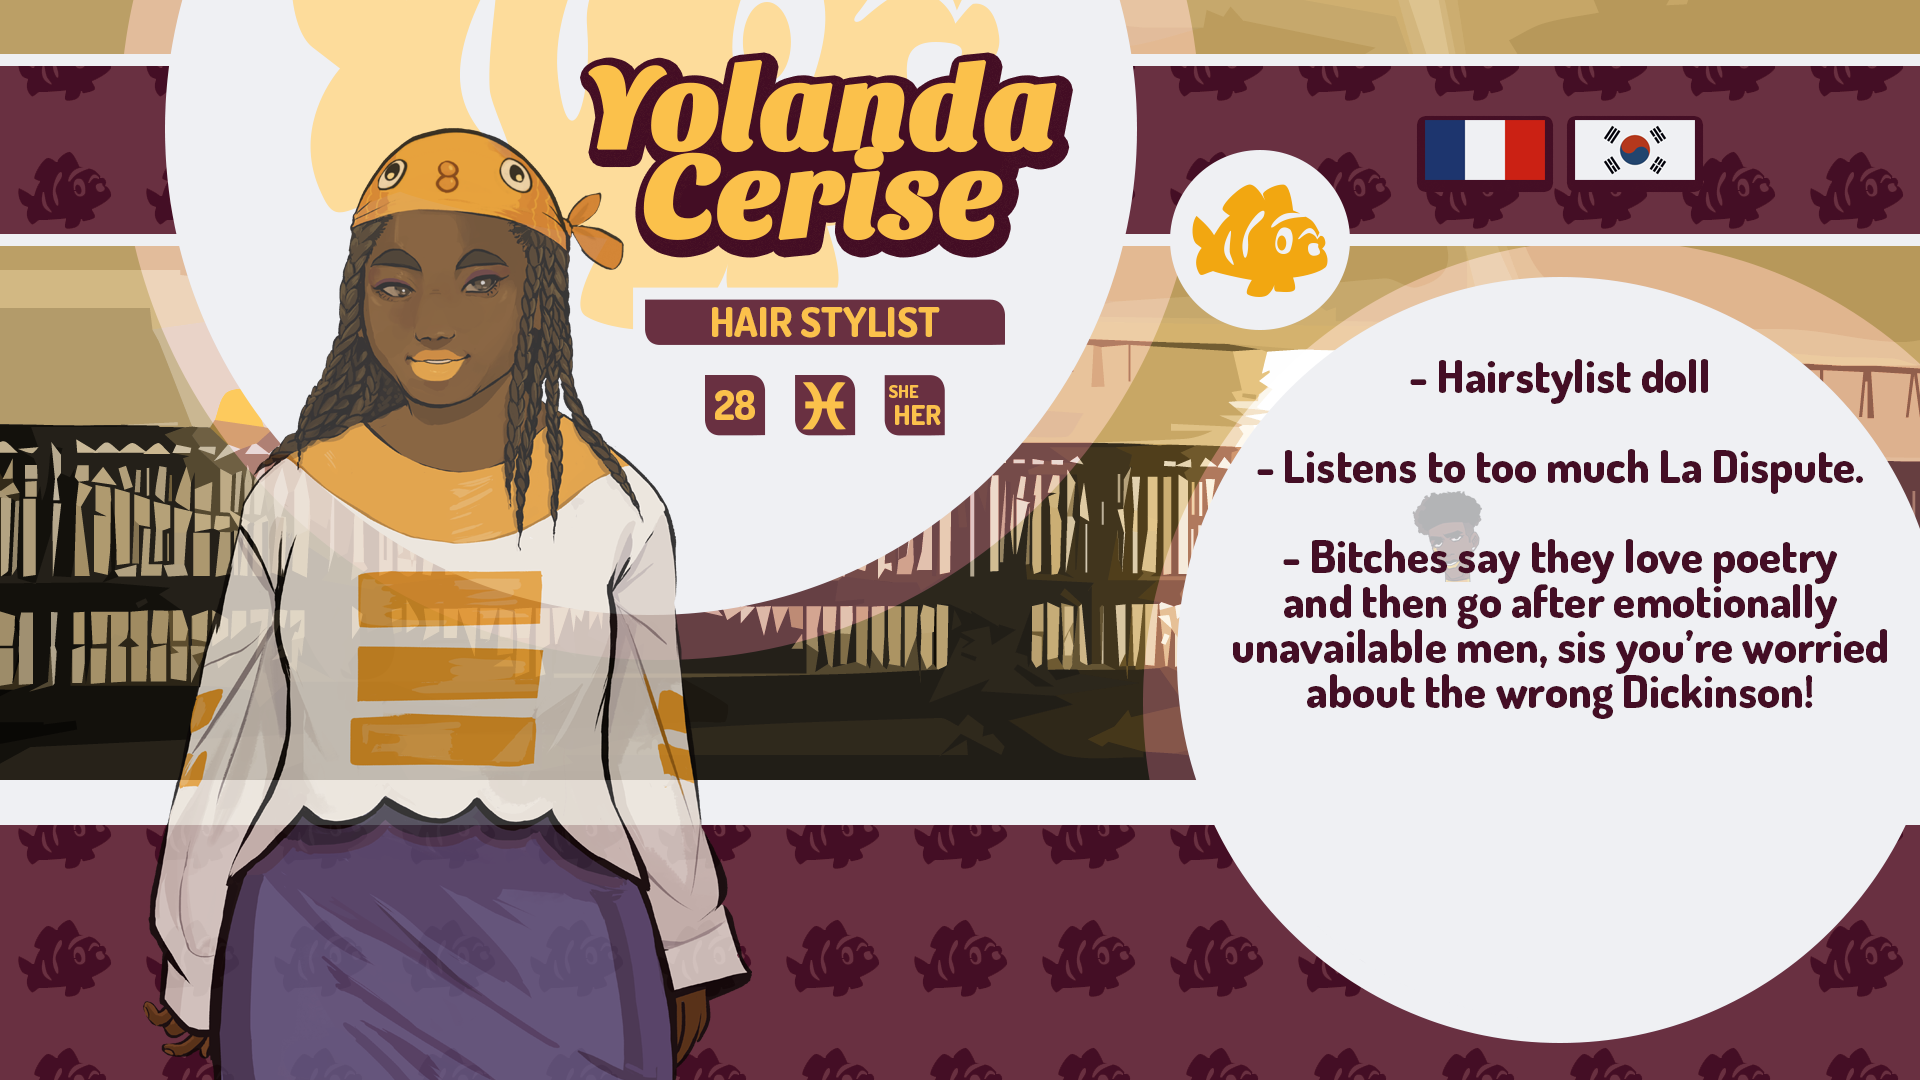 Yolanda
Cerise
HAIR STYLIST
28
SHE
HER
- Hairstylist doll
- Listens to too much La Dispute.
- Bitches say they love poetry
and then go after emotionally
unavailable men, sis you're worried
about the wrong Dickinson!